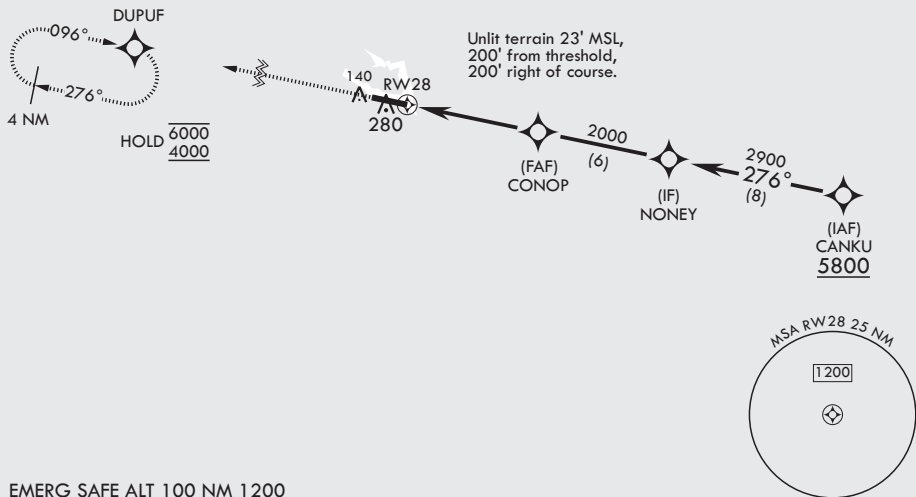 DUPUF
096°
276°
4 NM
HOLD 6000
4000
140
RW28
280
Unlit terrain 23' MSL,
200' from threshold,
200' right of course.
(FAF)
CONOP
2000
(6)
(IF)
NONEY
2900
276°
(8)
(IAF)
CANKU
5800
MSA RW28 25 NM
1200
EMERG SAFE ALT 100 NM 1200